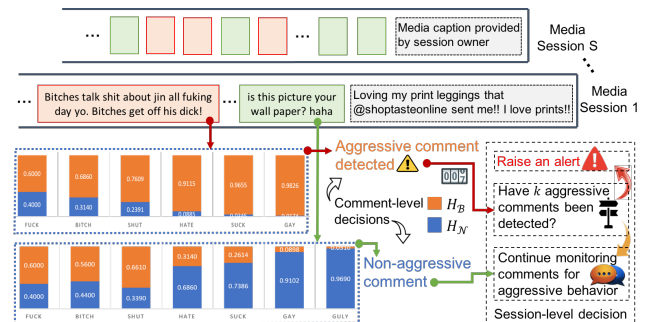 Media caption provided
by session owner
Media
Session S
Media
Session 1
Bitches talk shit about jin all fuking
day yo. Bitches get off his dick!
is this picture your
wall paper? haha
Loving my print leggings that
@shoptasteonline sent me!! I love prints!!
0.6000 0.6860 0.7609 0.9115 0.9655 0.9826
0.4000 0.3140 0.2391 0.0885
FUCK BITCH SHUT HATE SUCK GAY
Aggressive comment
detected
Comment-level
decisions
H_B
H_N
Raise an alert
Have k aggressive
comments been
detected?
0.6000 0.5600 0.6610 0.3140 0.2614 0.0898
0.4000 0.4400 0.3390 0.6860 0.7386 0.9102 0.9690
FUCK BITCH SHUT HATE SUCK GAY GULY
Non-aggressive
comment
Continue monitoring
comments for
aggressive behavior
Session-level decision